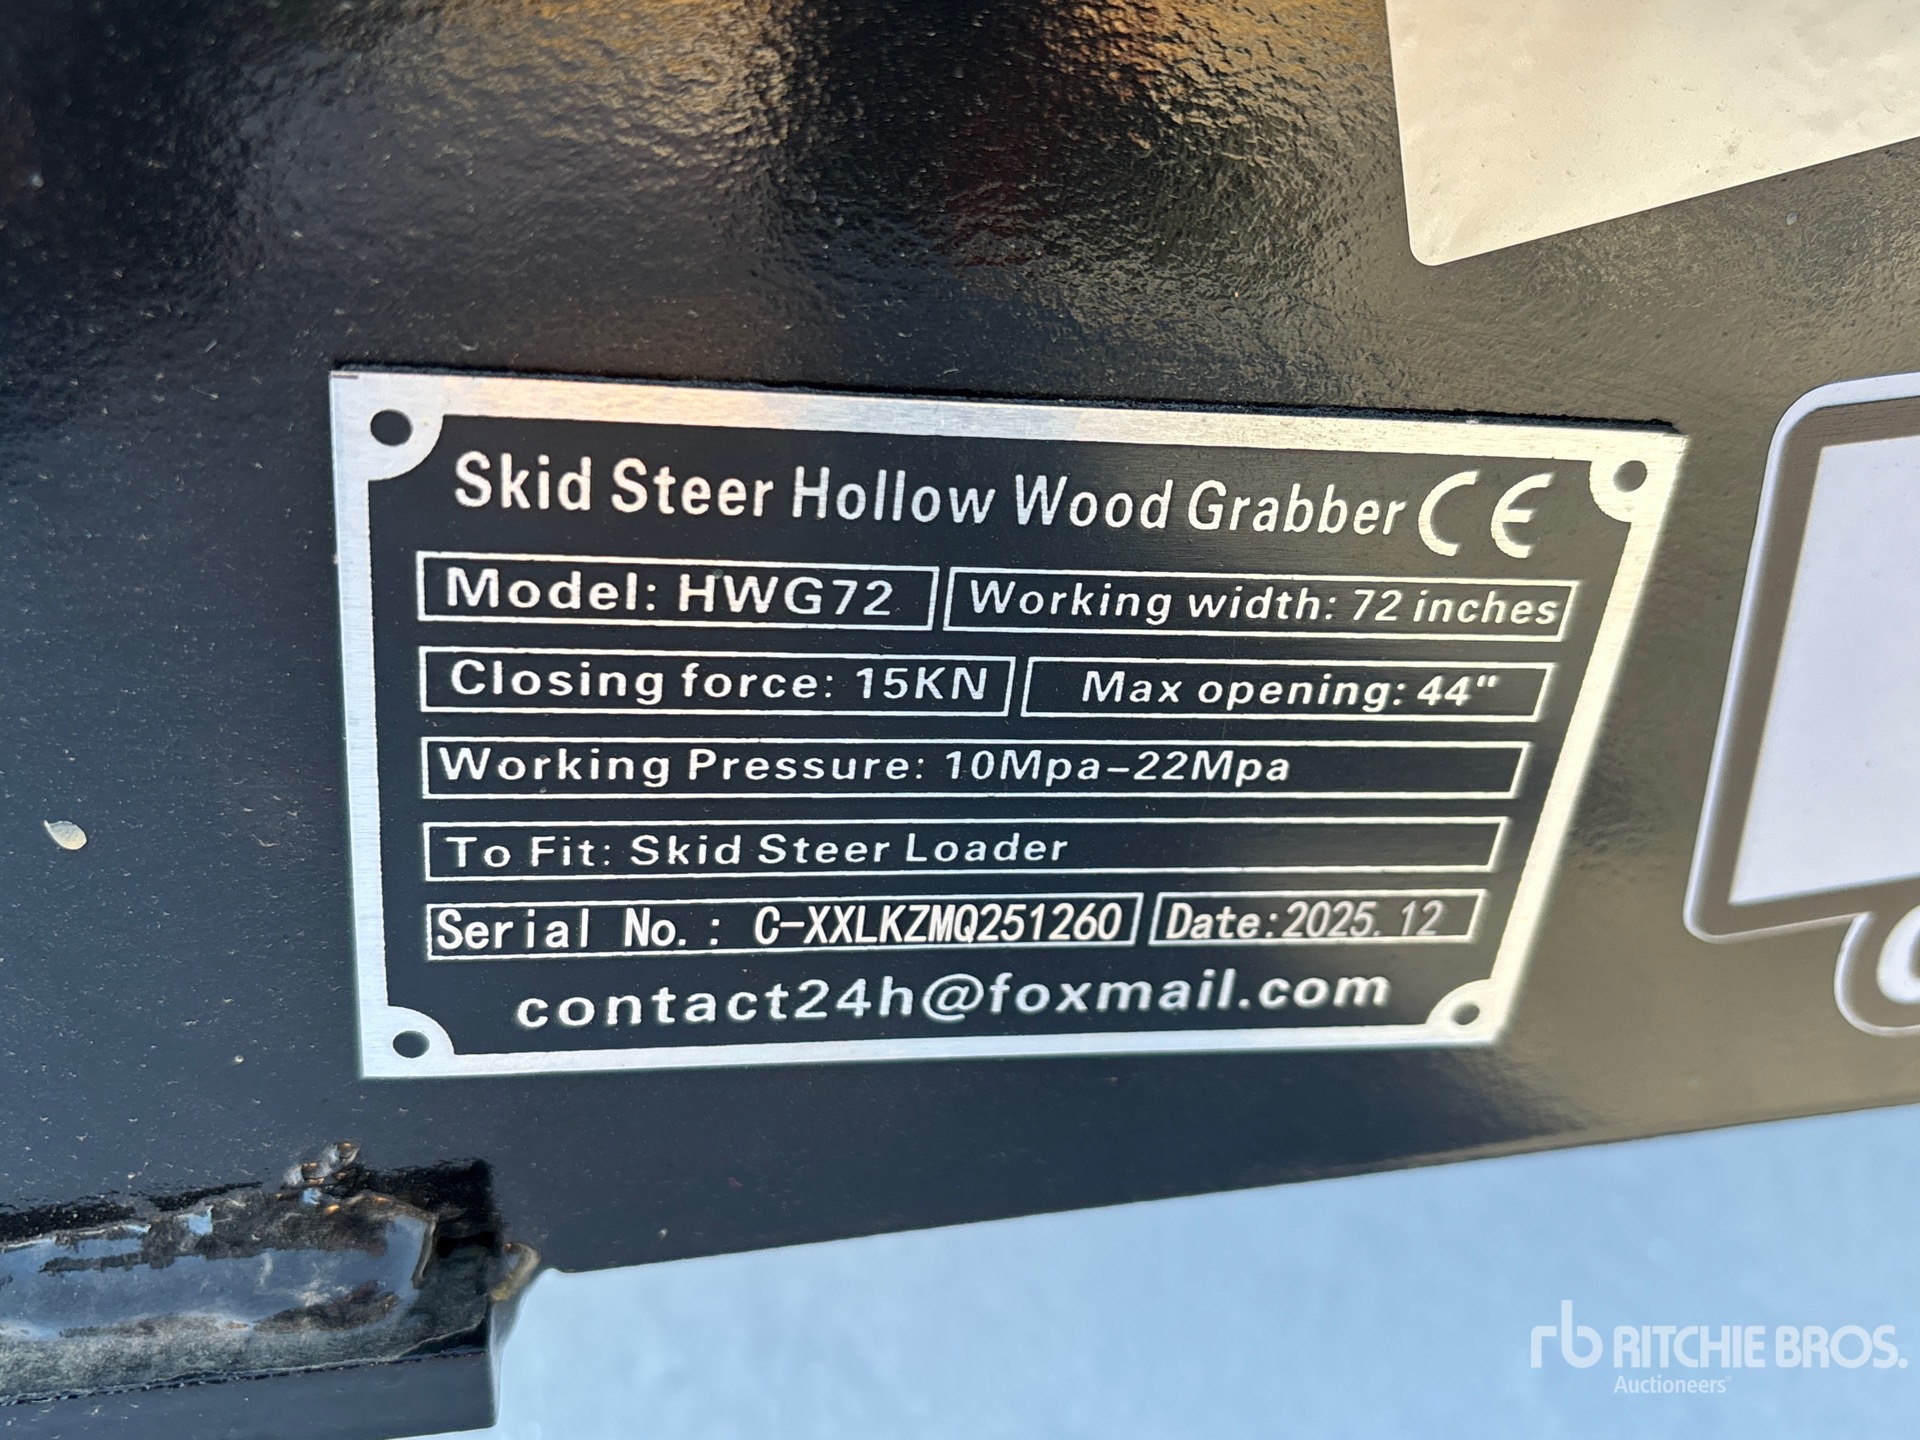 Skid Steer Hollow Wood Grabber CE
Model: HWG72 Working width: 72 inches
Closing force: 15KN Max opening: 44"
Working Pressure: 10Mpa-22Mpa
To Fit: Skid Steer Loader
Serial No.: C-XXLKZMQ251260 Date:2025.12
contact24h@foxmail.com
rb RITCHIE BROS.
Auctioneers